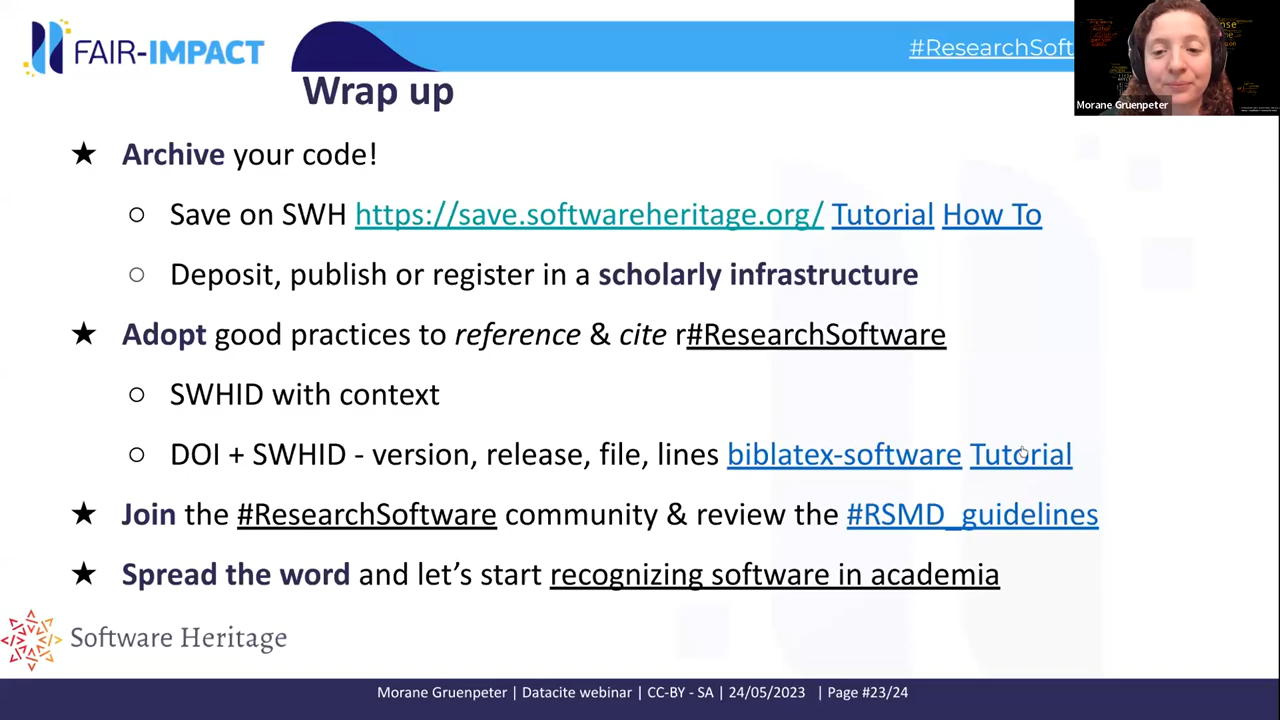 FAIR-IMPACT
#ResearchSoft
Morane Gruenpeter
Wrap up
★ Archive your code!
○ Save on SWH https://save.softwareheritage.org/ Tutorial How To
○ Deposit, publish or register in a scholarly infrastructure
★ Adopt good practices to reference & cite r#ResearchSoftware
○ SWHID with context
○ DOI + SWHID - version, release, file, lines biblatex-software Tutorial
★ Join the #ResearchSoftware community & review the #RSMD_guidelines
★ Spread the word and let's start recognizing software in academia
Software Heritage
Morane Gruenpeter | Datacite webinar | CC-BY - SA | 24/05/2023 | Page #23/24